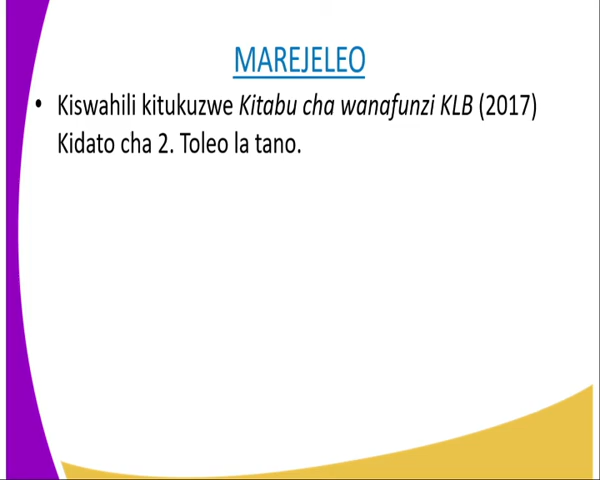 MAREJELEO
• Kiswahili kitukuzwe Kitabu cha wanafunzi KLB (2017)
Kidato cha 2. Toleo la tano.